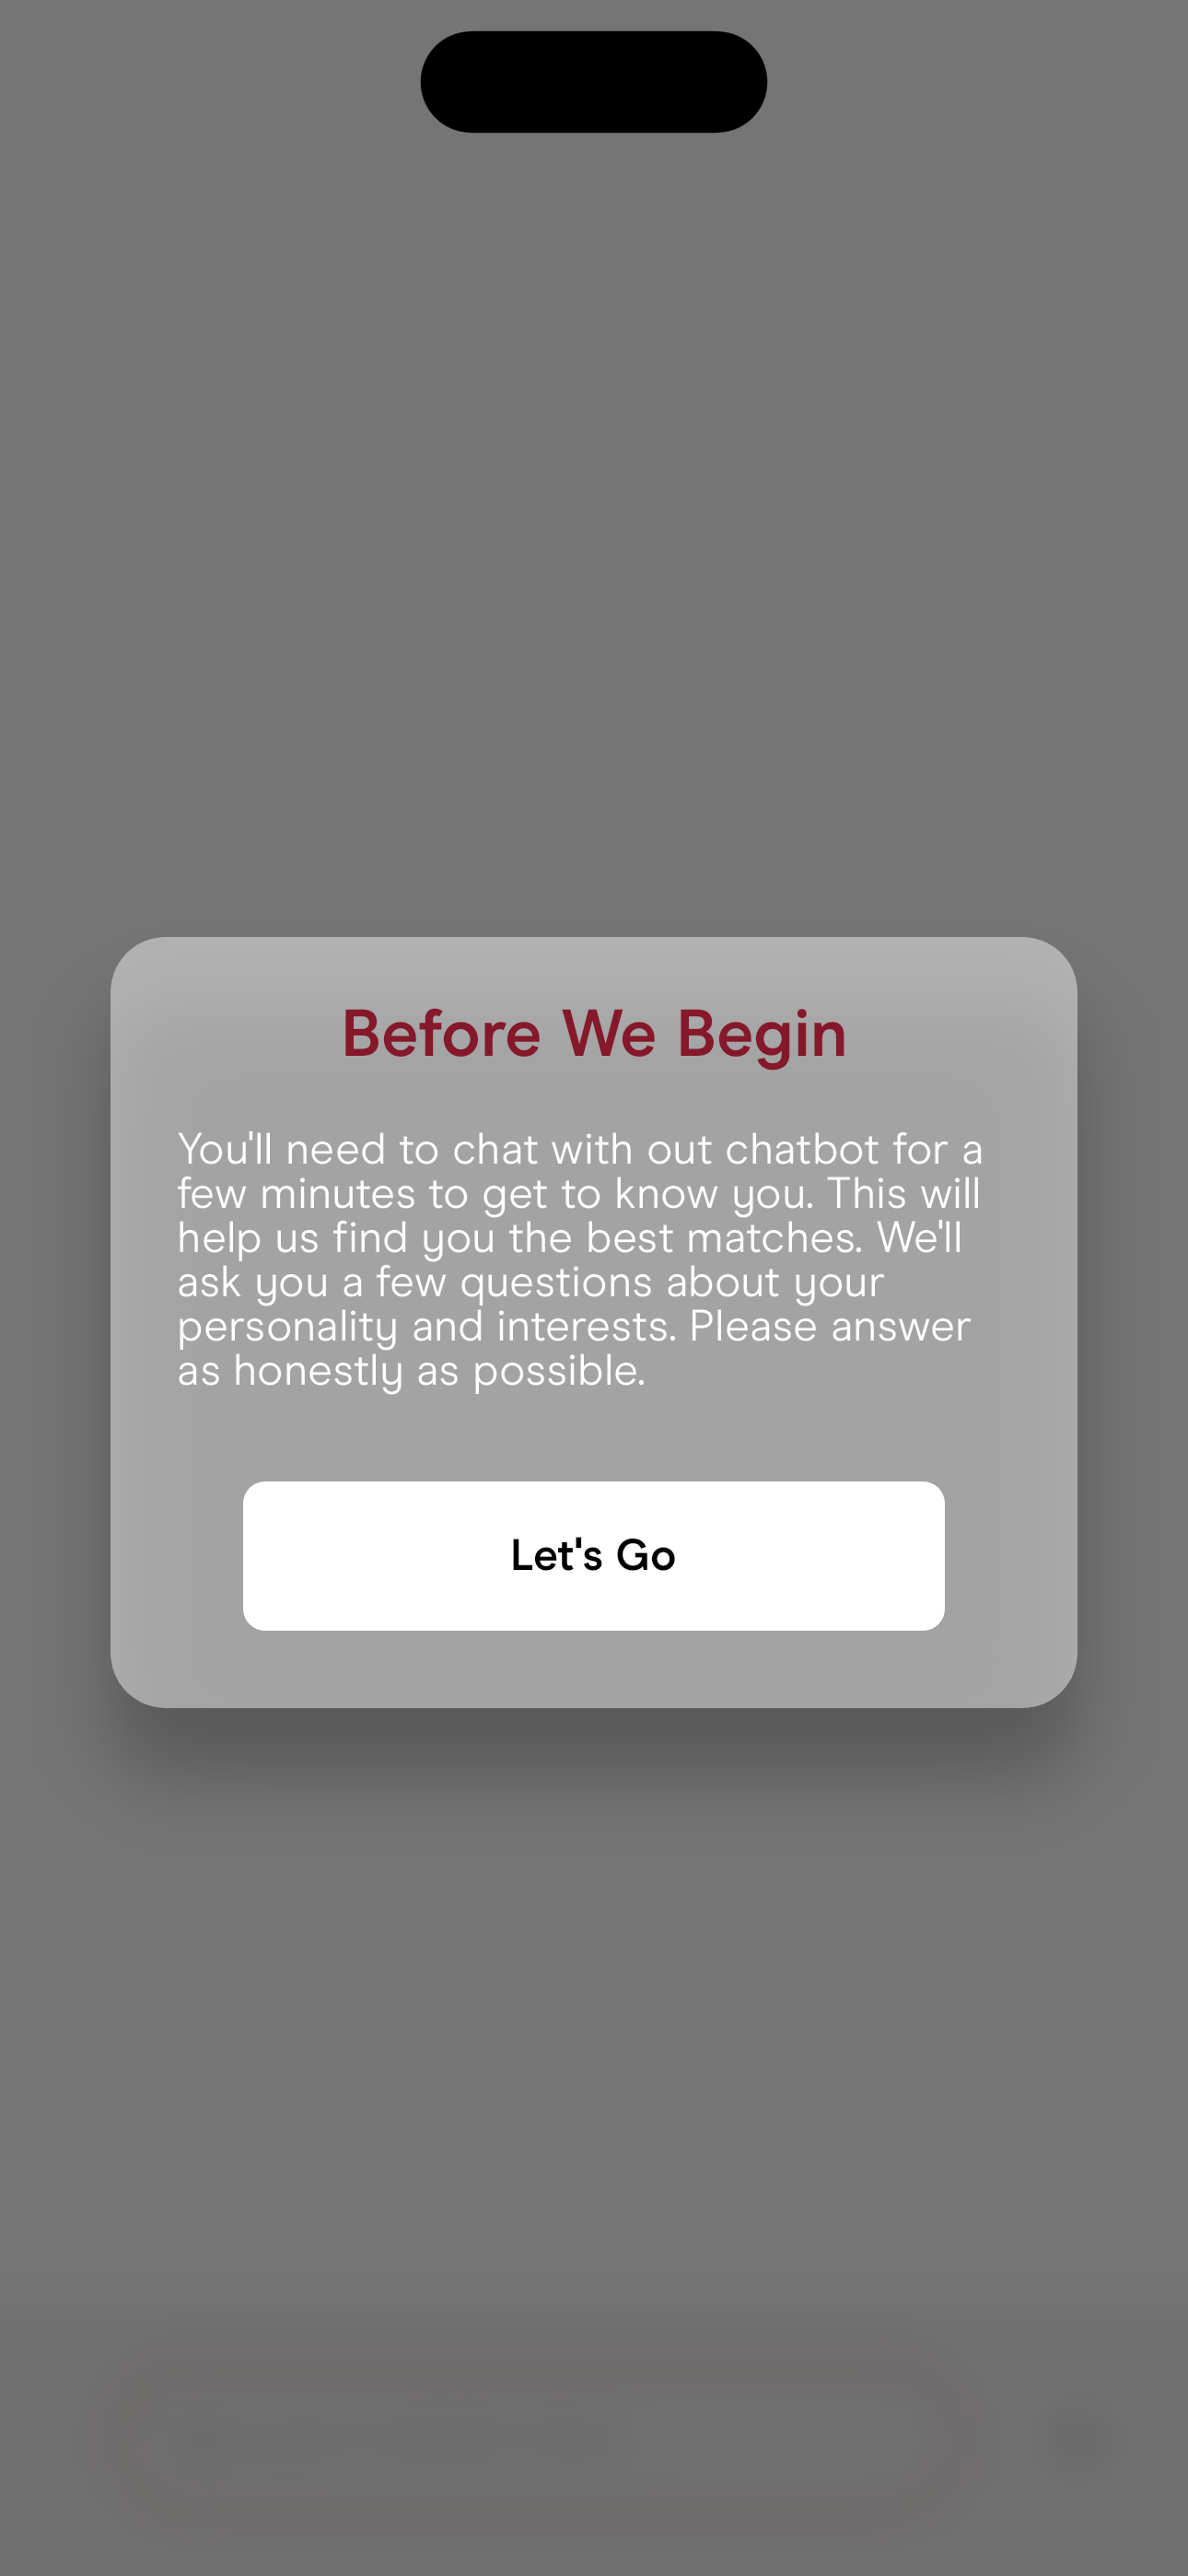 Before We Begin
You'll need to chat with out chatbot for a
few minutes to get to know you. This will
help us find you the best matches. We'll
ask you a few questions about your
personality and interests. Please answer
as honestly as possible.
Let's Go